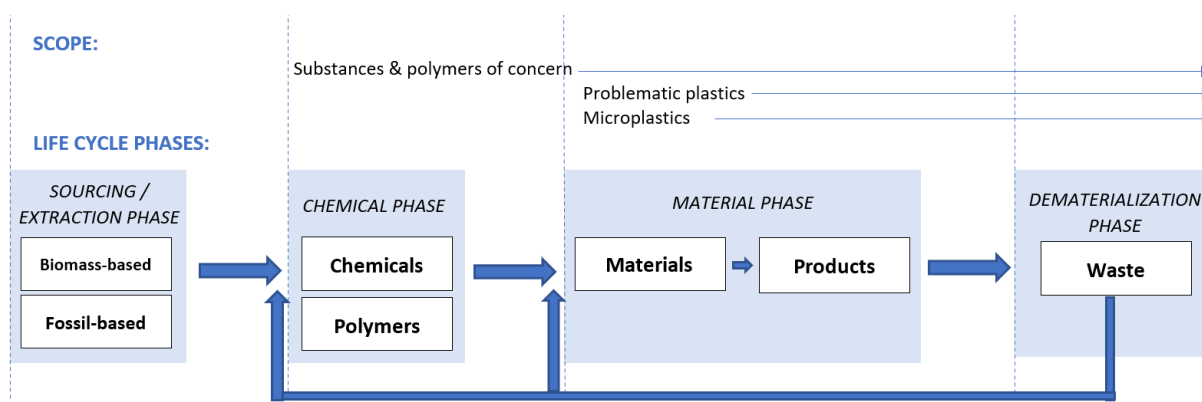 SCOPE:
Substances & polymers of concern
Problematic plastics
Microplastics
LIFE CYCLE PHASES:
SOURCING /
EXTRACTION PHASE
Biomass-based
Fossil-based
CHEMICAL PHASE
Chemicals
Polymers
MATERIAL PHASE
Materials
Products
DEMATERIALIZATION
PHASE
Waste